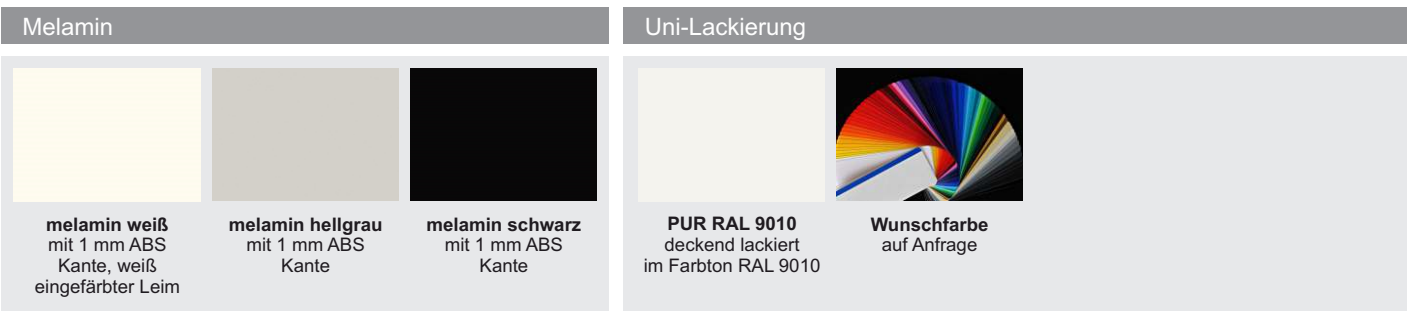 Melamin
melamin weiß
mit 1 mm ABS
Kante, weiß
eingefärbter Leim
melamin hellgrau
mit 1 mm ABS
Kante
melamin schwarz
mit 1 mm ABS
Kante
Uni-Lackierung
PUR RAL 9010
deckend lackiert
im Farbton RAL 9010
Wunschfarbe
auf Anfrage